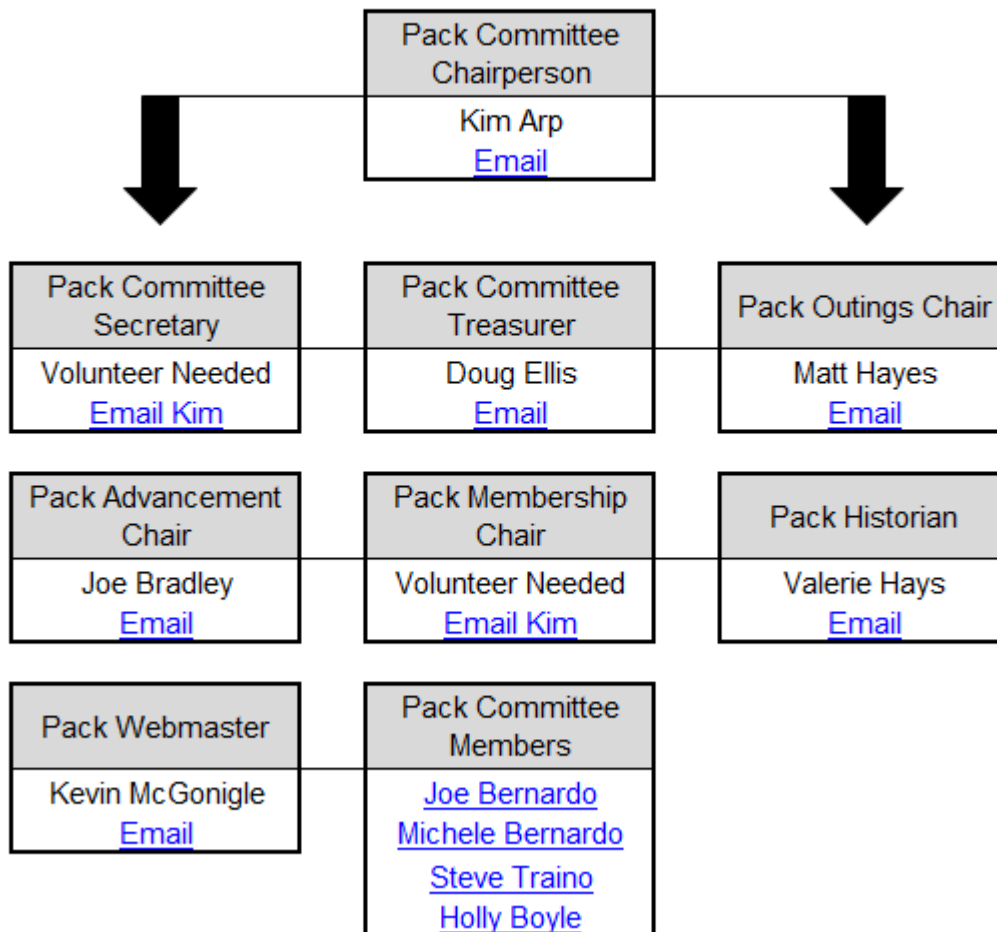 Pack Committee
Chairperson
Kim Arp
Email
Pack Committee
Secretary
Volunteer Needed
Email Kim
Pack Committee
Treasurer
Doug Ellis
Email
Pack Outings Chair
Matt Hayes
Email
Pack Advancement
Chair
Joe Bradley
Email
Pack Membership
Chair
Volunteer Needed
Email Kim
Pack Historian
Valerie Hays
Email
Pack Webmaster
Kevin McGonigle
Email
Pack Committee
Members
Joe Bernardo
Michele Bernardo
Steve Traino
Holly Boyle